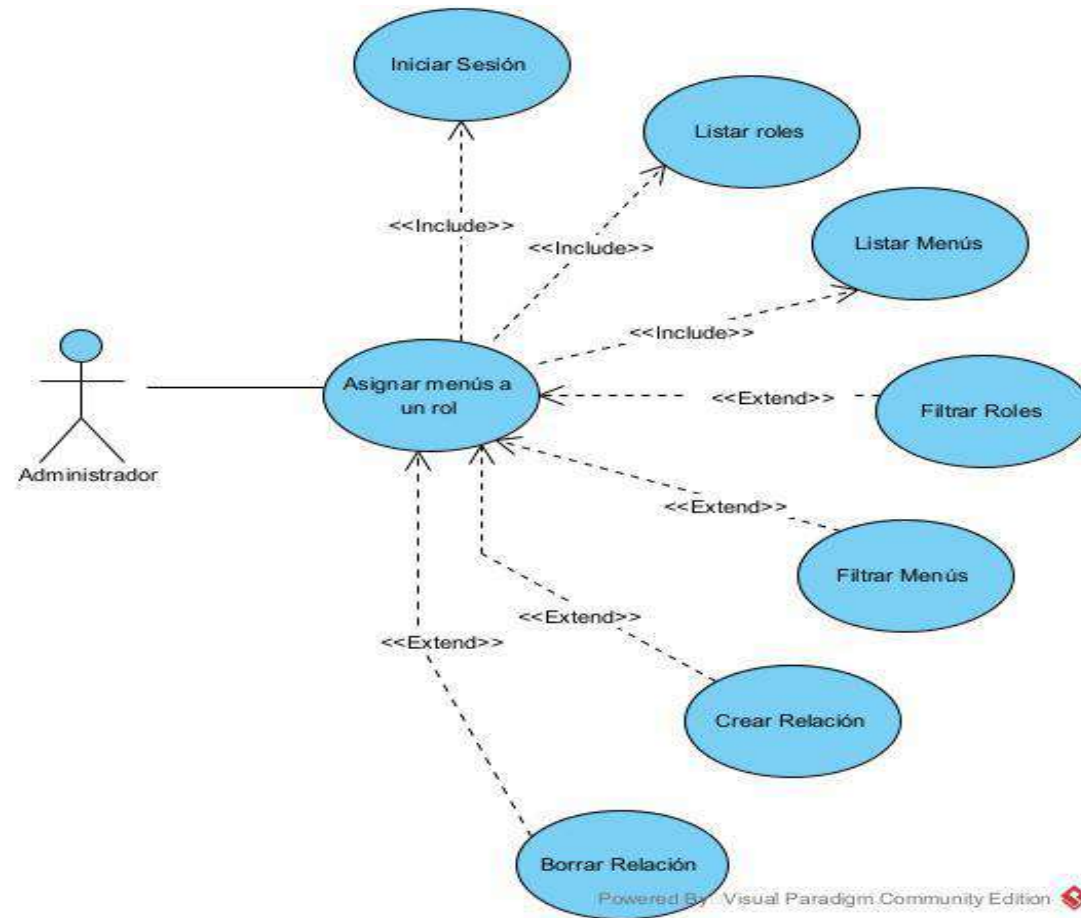 Iniciar Sesión
Listar roles
<<Include>>
<<Include>>
Listar Menús
<<Include>>
Asignar menús a
un rol
<<Extend>>
Filtrar Roles
Administrador
<<Extend>>
Filtrar Menús
<<Extend>>
<<Extend>>
Crear Relación
Borrar Relación
Powered By Visual Paradigm Community Edition